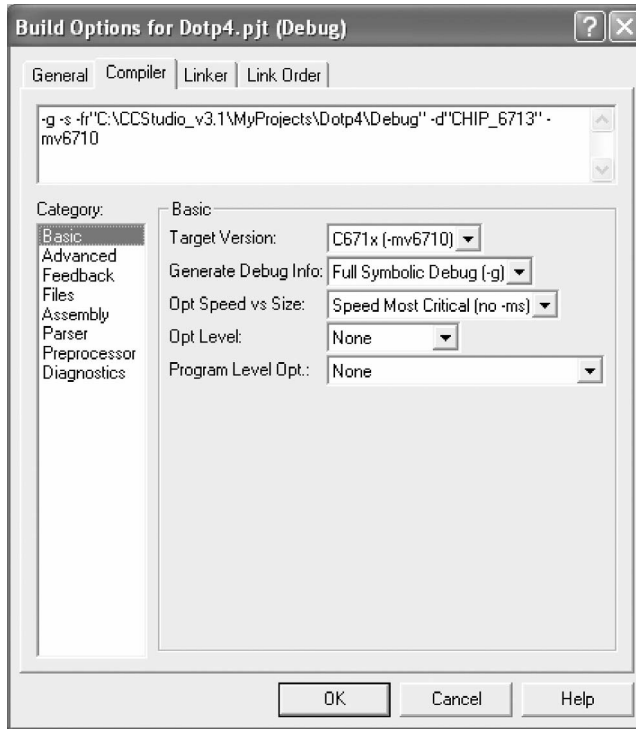 Build Options for Dotp4.pjt (Debug)
General Compiler Linker Link Order
-g -s -fr"C:\CCStudio_v3.1\MyProjects\Dotp4\Debug" -d"CHIP_6713" -
mv6710
Category:
Basic
Advanced
Feedback
Files
Assembly
Parser
Preprocessor
Diagnostics
Basic
Target Version: C671x (-mv6710)
Generate Debug Info: Full Symbolic Debug (-g)
Opt Speed vs Size: Speed Most Critical (no -ms)
Opt Level: None
Program Level Opt.: None
OK Cancel Help